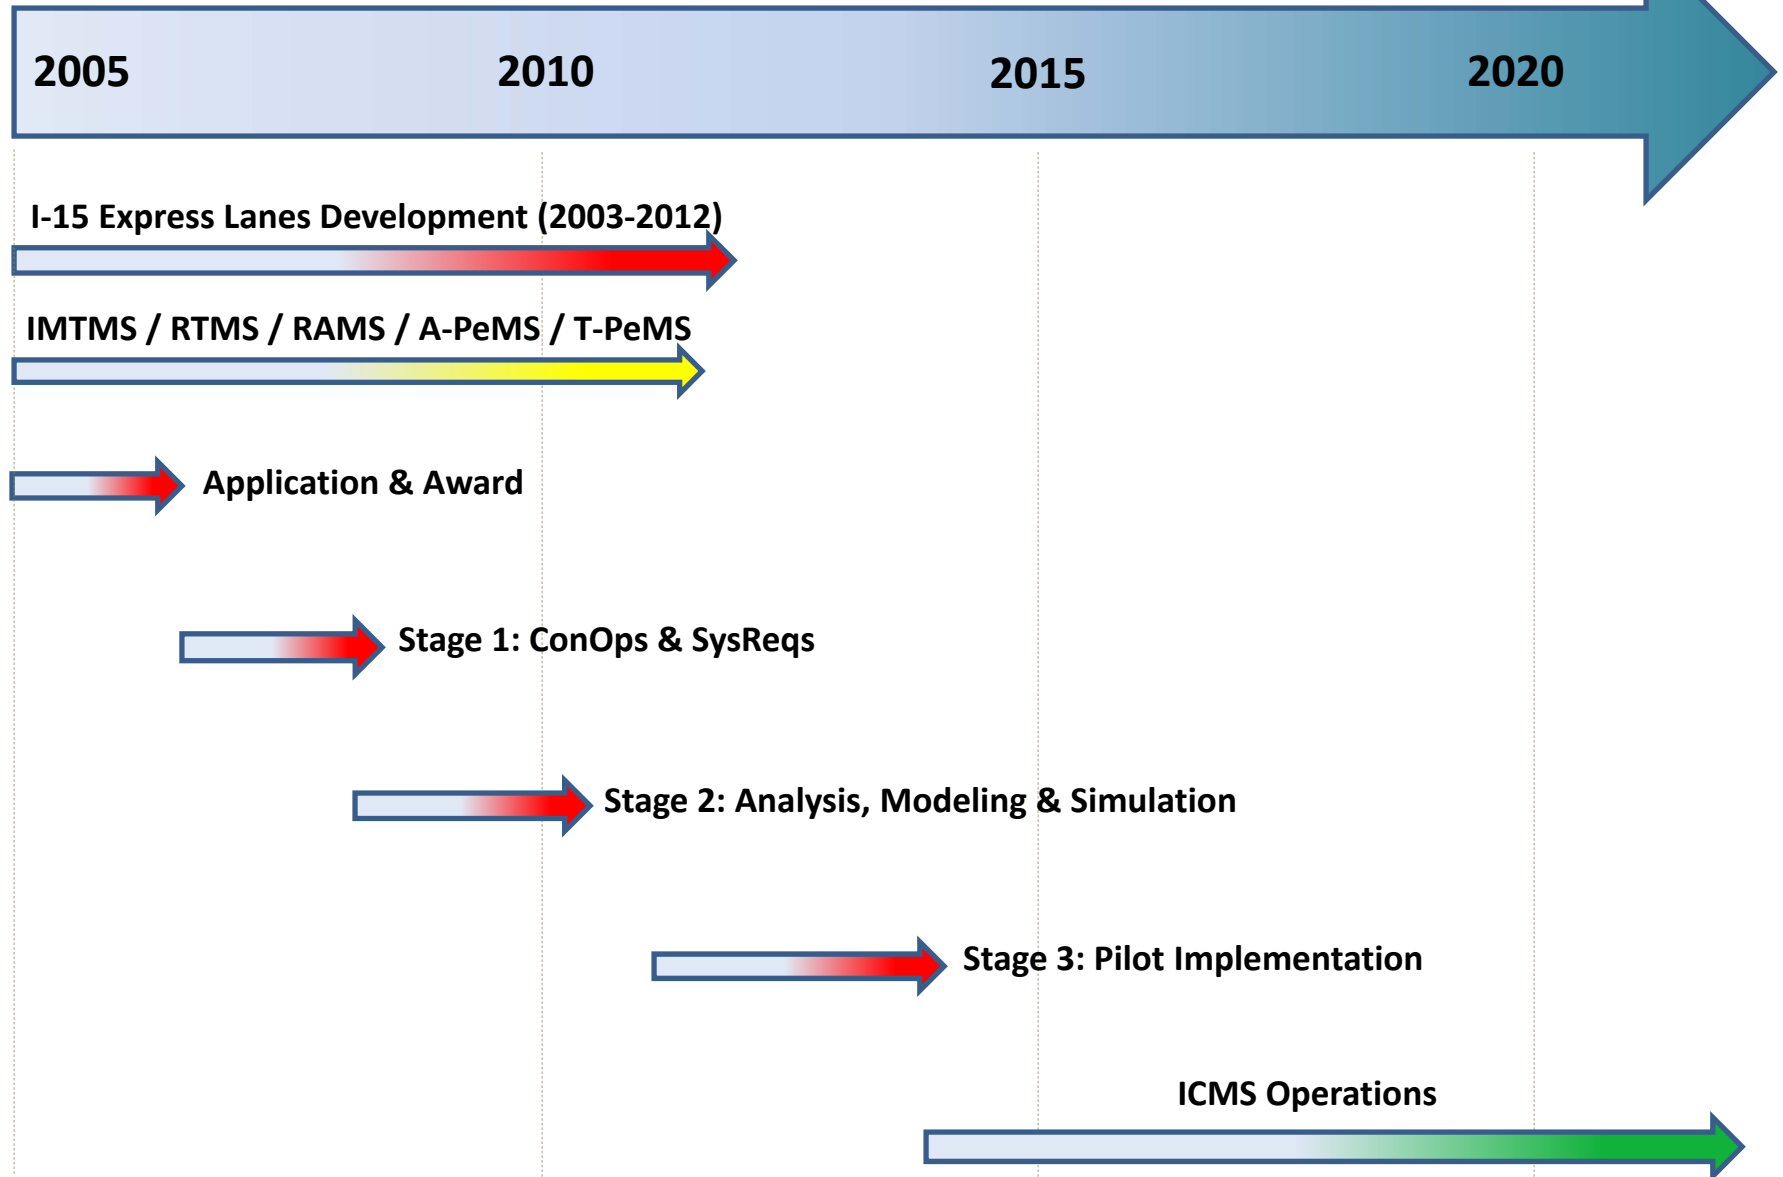 2005 2010 2015 2020
I-15 Express Lanes Development (2003-2012)
IMTMS / RTMS / RAMS / A-PeMS / T-PeMS
Application & Award
Stage 1: ConOps & SysReqs
Stage 2: Analysis, Modeling & Simulation
Stage 3: Pilot Implementation
ICMS Operations